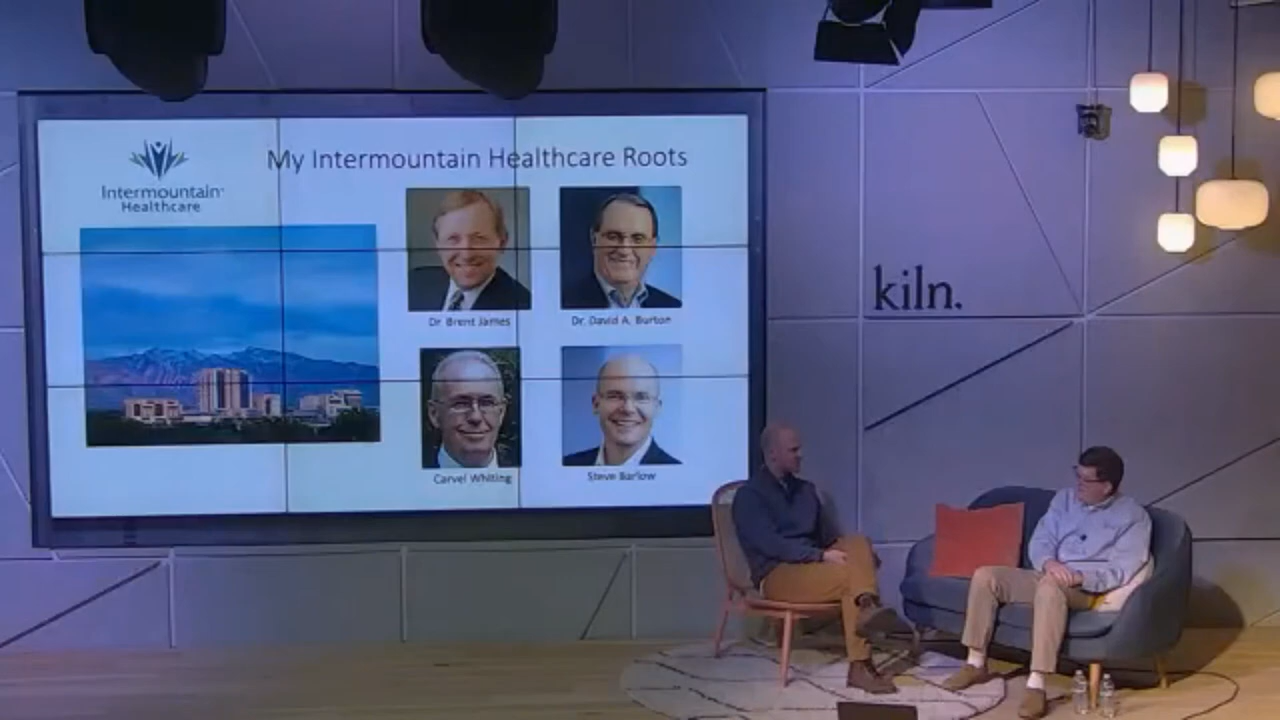 My Intermountain Healthcare Roots
Intermountain
Healthcare
Dr. Brent James
Dr. David A. Burton
Carvel Whiting
Steve Barlow
kiln.